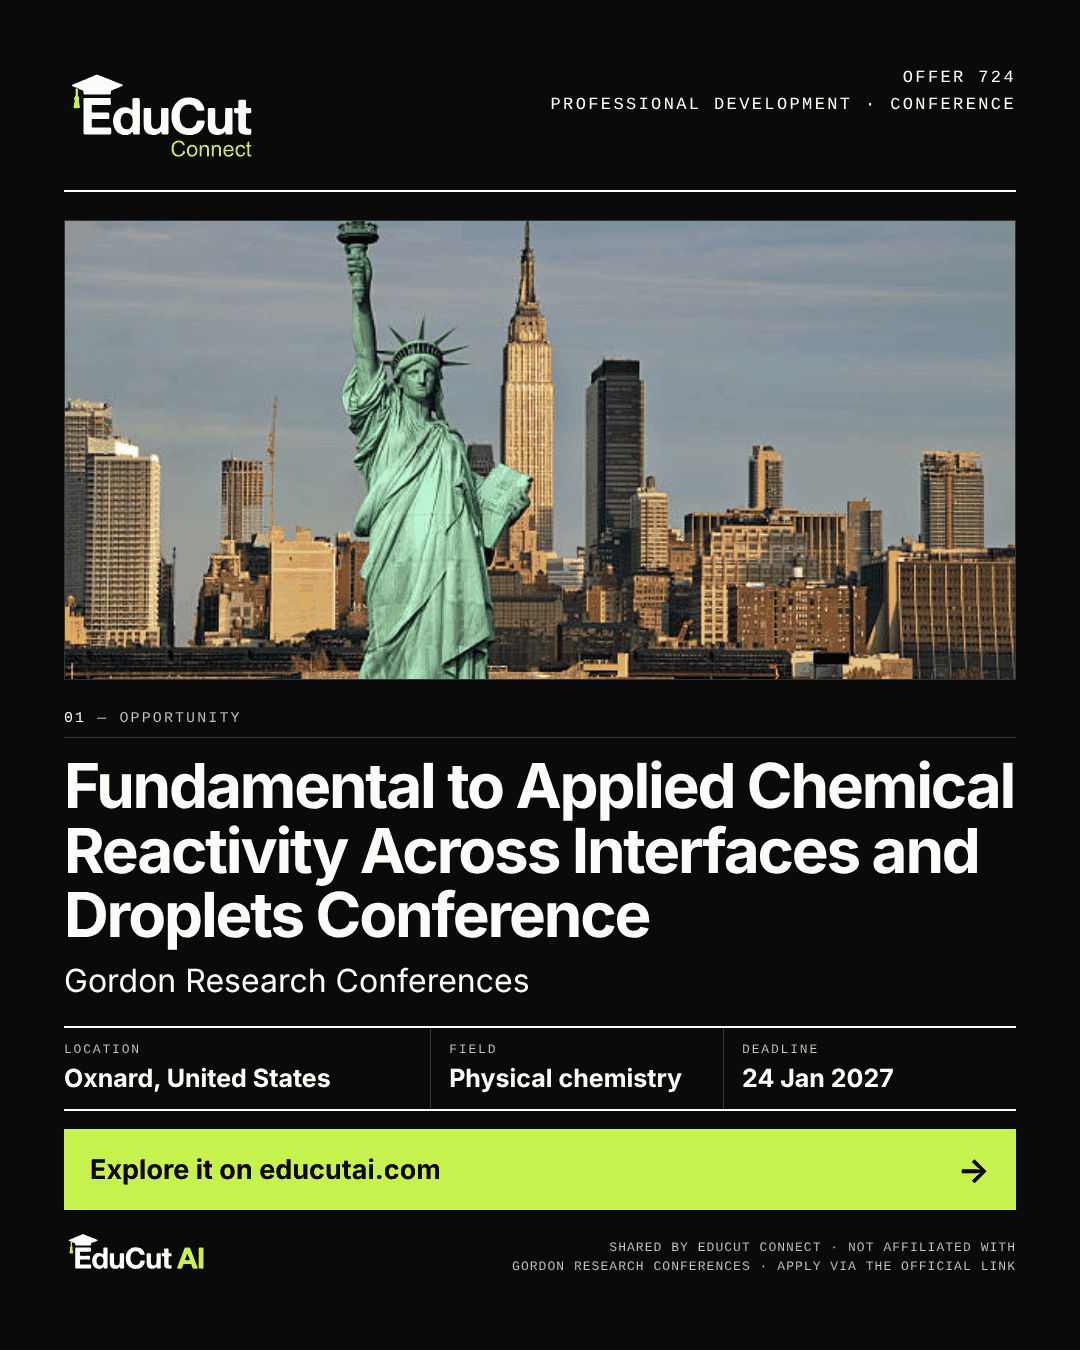 EduCut
Connect
OFFER 724
PROFESSIONAL DEVELOPMENT · CONFERENCE
01 — OPPORTUNITY
Fundamental to Applied Chemical
Reactivity Across Interfaces and
Droplets Conference
Gordon Research Conferences
LOCATION
Oxnard, United States
FIELD
Physical chemistry
DEADLINE
24 Jan 2027
Explore it on educutai.com →
EduCut AI
SHARED BY EDUCUT CONNECT · NOT AFFILIATED WITH
GORDON RESEARCH CONFERENCES · APPLY VIA THE OFFICIAL LINK